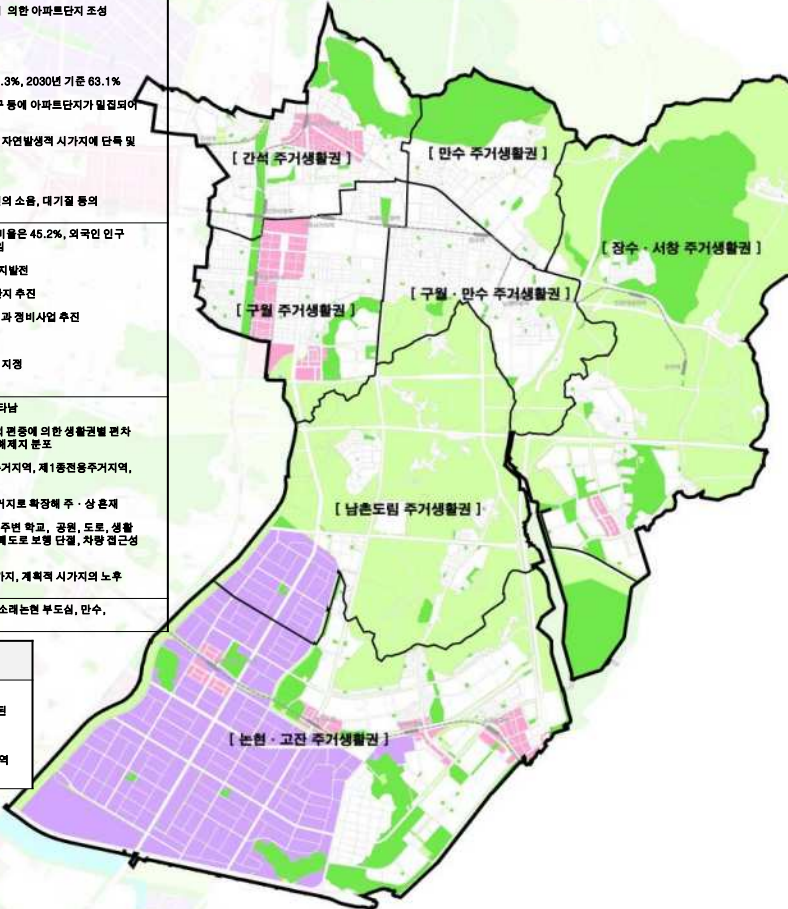 의한 아파트단지 조성
.3%, 2030년 기준 63.1%
등에 아파트단지가 밀집되어
자연발생적 시가지에 단독 및
의 소음, 대기질 등의
비율은 45.2%, 외국인 인구
지발전
단지 추진
과 정비사업 추진
지정
타남
편중에 의한 생활권별 편차
해제지 분포
주거지역, 제1종전용주거지역,
거지로 확장해 주 · 상 혼재
주변 학교, 공원, 도로, 생활
폐도로 보행 단절, 차량 접근성
가지, 계획적 시가지의 노후
소래논현 부도심, 만수,
된
역
[ 간석 주거생활권 ]
[ 만수 주거생활권 ]
[ 장수 · 서창 주거생활권 ]
[ 구월 주거생활권 ]
[ 구월 · 만수 주거생활권 ]
[ 남촌도림 주거생활권 ]
[ 논현 · 고잔 주거생활권 ]